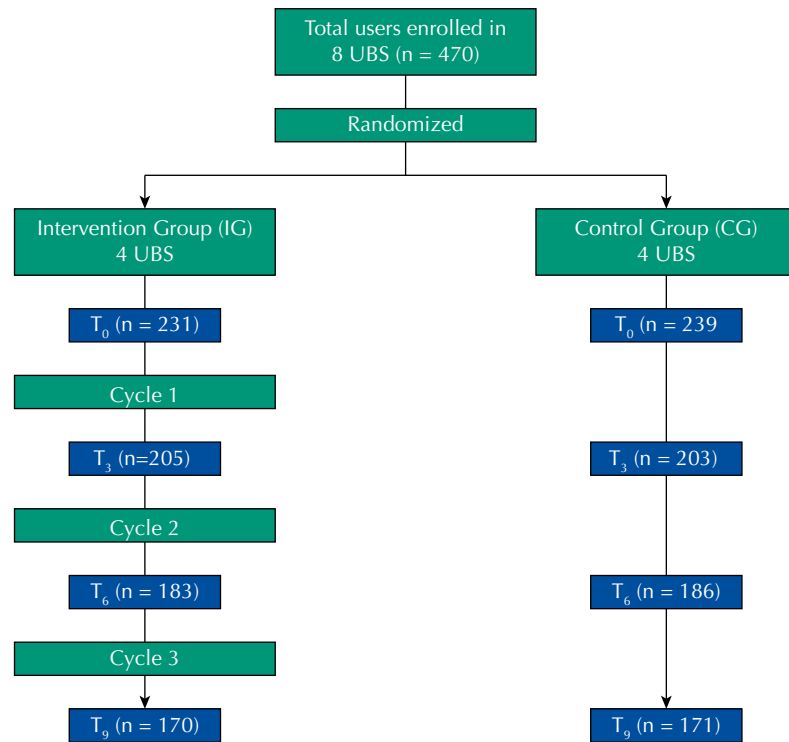 Total users enrolled in
8 UBS (n = 470)
Randomized
Intervention Group (IG)
4 UBS
Control Group (CG)
4 UBS
T₀ (n = 231)
T₀ (n = 239
Cycle 1
T₃ (n=205)
T₃ (n = 203)
Cycle 2
T₆ (n = 183)
T₆ (n = 186)
Cycle 3
T₉ (n = 170)
T₉ (n = 171)